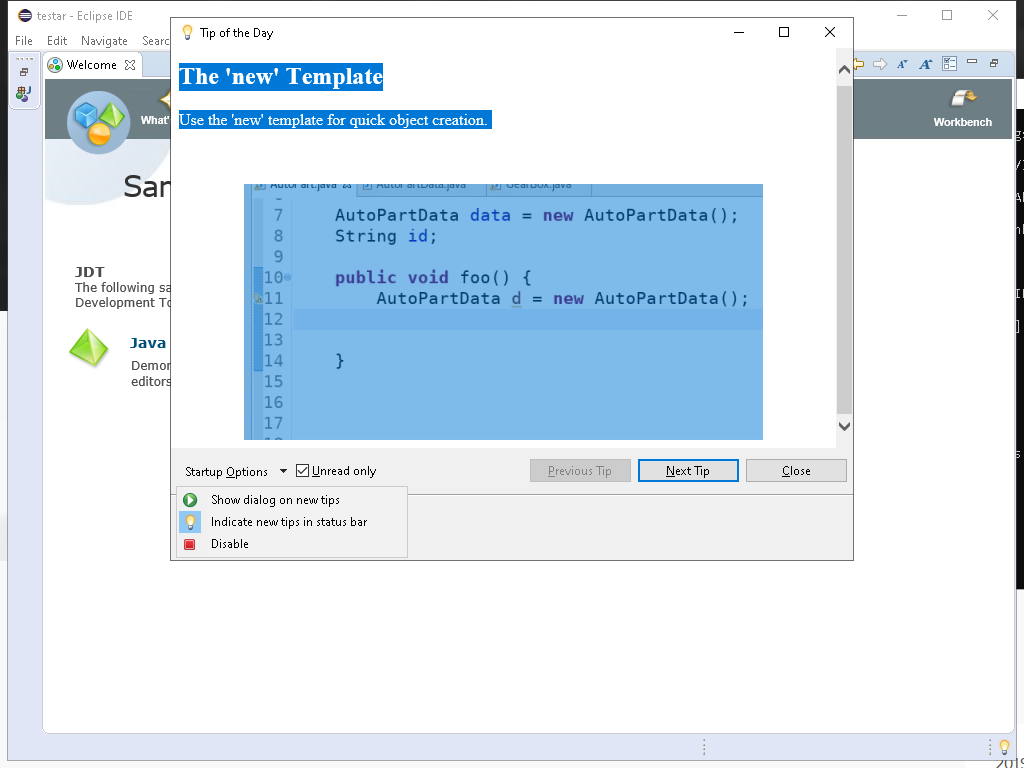 testar - Eclipse IDE
File Edit Navigate Searc
Tip of the Day
Welcome
The 'new' Template
Use the 'new' template for quick object creation.
What'
Workbench
San
AutoPart.java AutoPartData.java GearBox.java
7 AutoPartData data = new AutoPartData();
8 String id;
9
10 public void foo() {
11 AutoPartData d = new AutoPartData();
12
13
14 }
15
16
17
JDT
The following sa
Development To
Java
Demon
editors
Startup Options Unread only Previous Tip Next Tip Close
Show dialog on new tips
Indicate new tips in status bar
Disable
2019